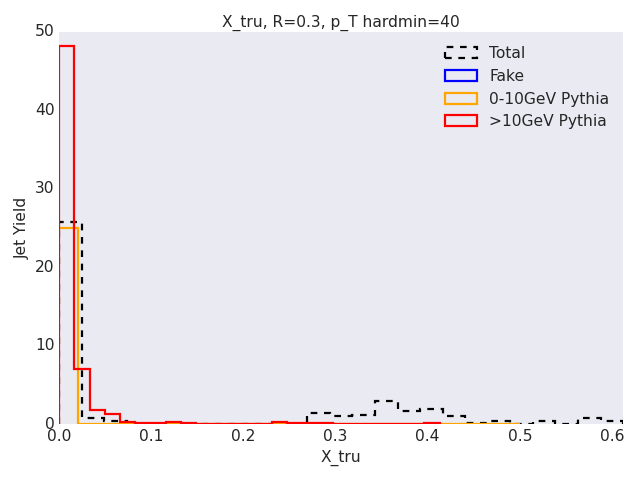 X_tru, R=0.3, p_T hardmin=40
50
40
30
20
10
0
Jet Yield
Total
Fake
0-10GeV Pythia
>10GeV Pythia
0.0 0.1 0.2 0.3 0.4 0.5 0.6
X_tru